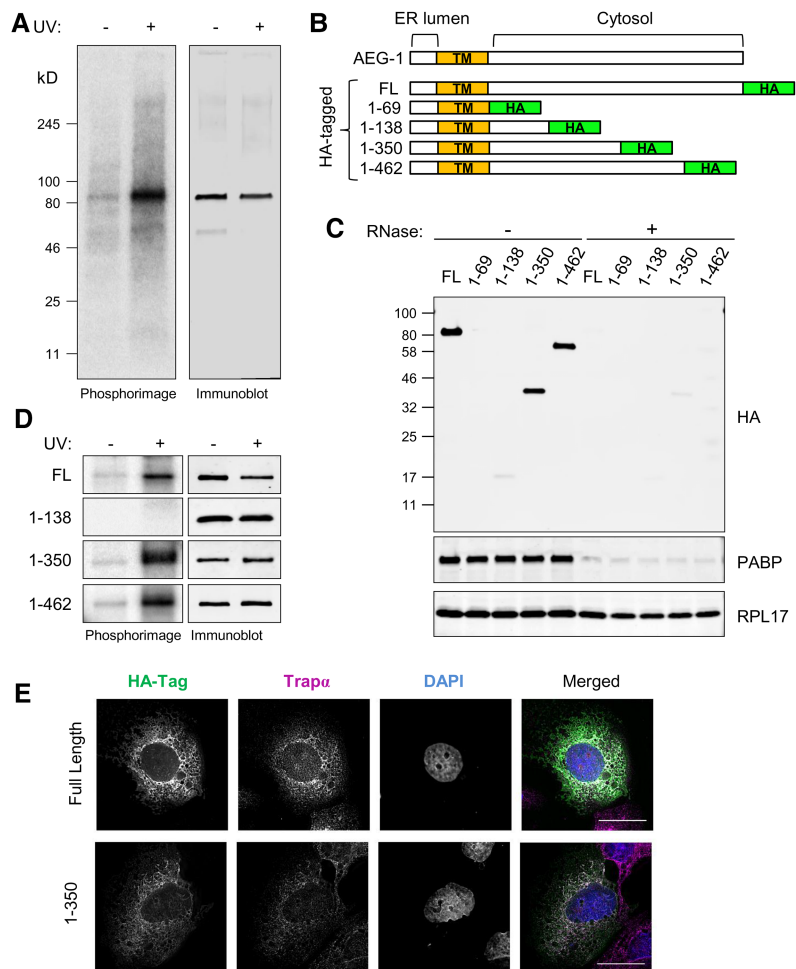 A
UV: - + - +
kD
245
100
80
46
25
11
Phosphorimage Immunoblot
B
ER lumen Cytosol
AEG-1 TM
HA-tagged
FL TM HA
1-69 TM HA
1-138 TM HA
1-350 TM HA
1-462 TM HA
C
RNase: - +
FL 1-69 1-138 1-350 1-462 FL 1-69 1-138 1-350 1-462
100
80
58
46
32
25
17
11
HA
PABP
RPL17
D
UV: - + - +
FL
1-138
1-350
1-462
Phosphorimage Immunoblot
E
HA-Tag Trapα DAPI Merged
Full Length
1-350